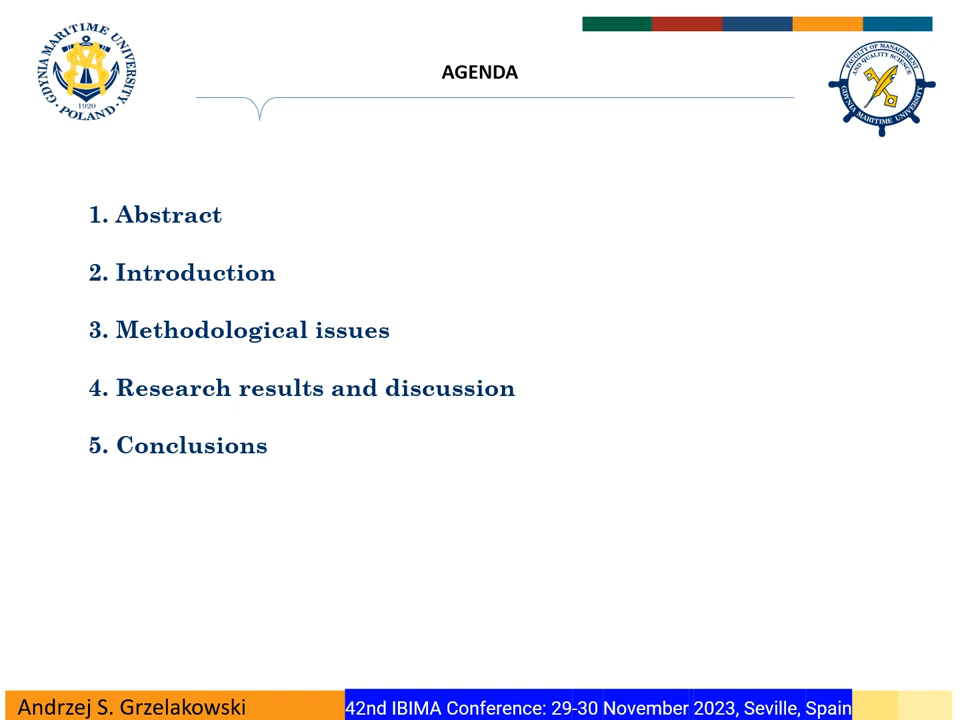 GDYNIA MARITIME UNIVERSITY
1920
· POLAND ·
AGENDA
FACULTY OF MANAGEMENT
AND QUALITY SCIENCE
GDYNIA MARITIME UNIVERSITY
1. Abstract
2. Introduction
3. Methodological issues
4. Research results and discussion
5. Conclusions
Andrzej S. Grzelakowski
42nd IBIMA Conference: 29-30 November 2023, Seville, Spain